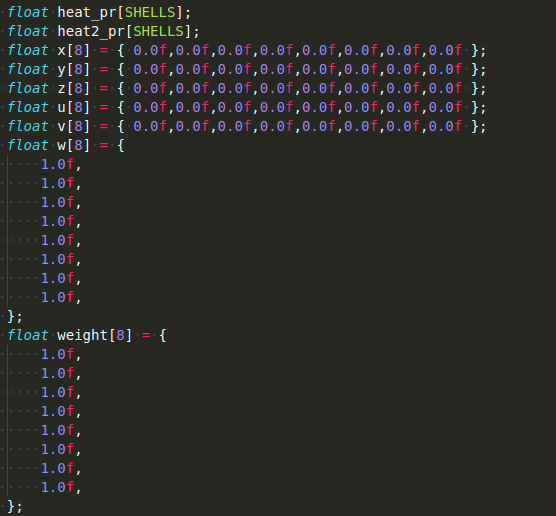 float heat_pr[SHELLS];
float heat2_pr[SHELLS];
float x[8] = { 0.0f,0.0f,0.0f,0.0f,0.0f,0.0f,0.0f,0.0f };
float y[8] = { 0.0f,0.0f,0.0f,0.0f,0.0f,0.0f,0.0f,0.0f };
float z[8] = { 0.0f,0.0f,0.0f,0.0f,0.0f,0.0f,0.0f,0.0f };
float u[8] = { 0.0f,0.0f,0.0f,0.0f,0.0f,0.0f,0.0f,0.0f };
float v[8] = { 0.0f,0.0f,0.0f,0.0f,0.0f,0.0f,0.0f,0.0f };
float w[8] = {
    1.0f,
    1.0f,
    1.0f,
    1.0f,
    1.0f,
    1.0f,
    1.0f,
    1.0f,
};
float weight[8] = {
    1.0f,
    1.0f,
    1.0f,
    1.0f,
    1.0f,
    1.0f,
    1.0f,
    1.0f,
};